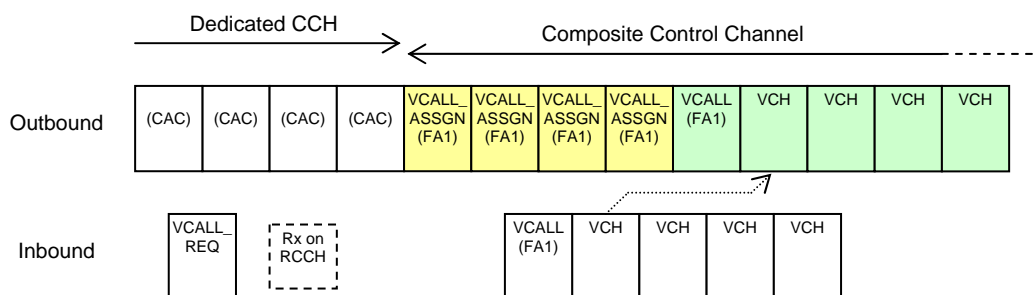 Dedicated CCH
Composite Control Channel
Outbound
(CAC)
(CAC)
(CAC)
(CAC)
VCALL_
ASSGN
(FA1)
VCALL_
ASSGN
(FA1)
VCALL_
ASSGN
(FA1)
VCALL_
ASSGN
(FA1)
VCALL
(FA1)
VCH
VCH
VCH
VCH
Inbound
VCALL_
REQ
Rx on
RCCH
VCALL
(FA1)
VCH
VCH
VCH
VCH